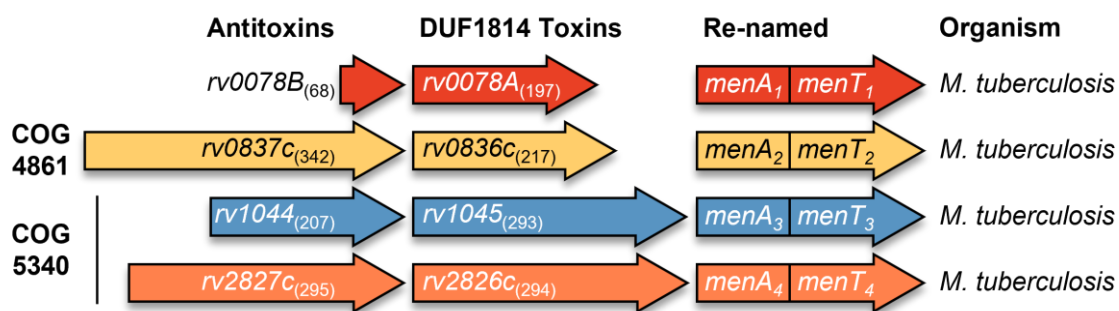 Antitoxins DUF1814 Toxins Re-named Organism
rv0078B(68) rv0078A(197) menA1 menT1 M. tuberculosis
COG 4861 rv0837c(342) rv0836c(217) menA2 menT2 M. tuberculosis
COG 5340 rv1044(207) rv1045(293) menA3 menT3 M. tuberculosis
rv2827c(295) rv2826c(294) menA4 menT4 M. tuberculosis